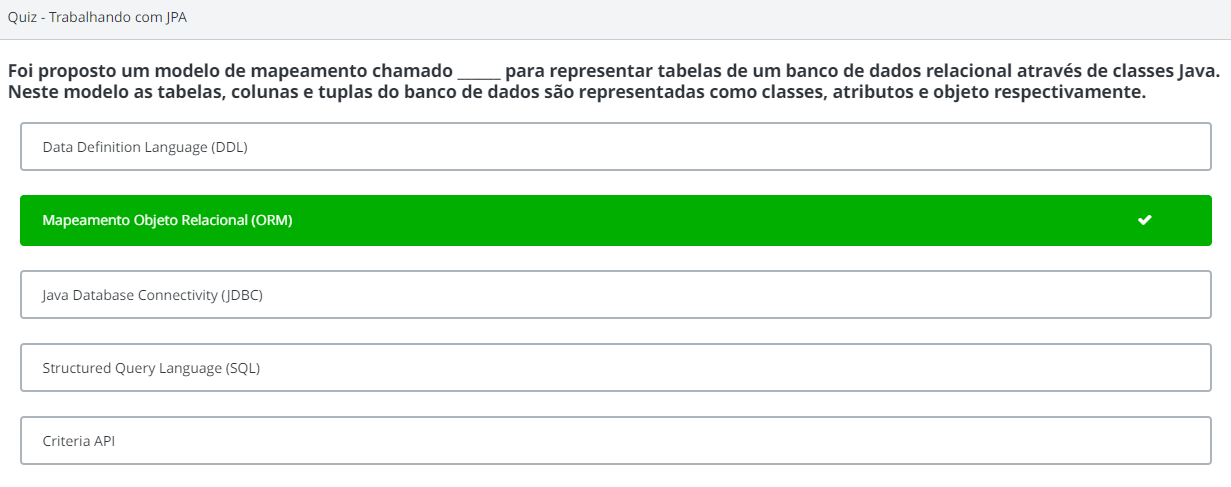 Quiz - Trabalhando com JPA
Foi proposto um modelo de mapeamento chamado _____ para representar tabelas de um banco de dados relacional através de classes Java.
Neste modelo as tabelas, colunas e tuplas do banco de dados são representadas como classes, atributos e objeto respectivamente.
Data Definition Language (DDL)
Mapeamento Objeto Relacional (ORM)
Java Database Connectivity (JDBC)
Structured Query Language (SQL)
Criteria API